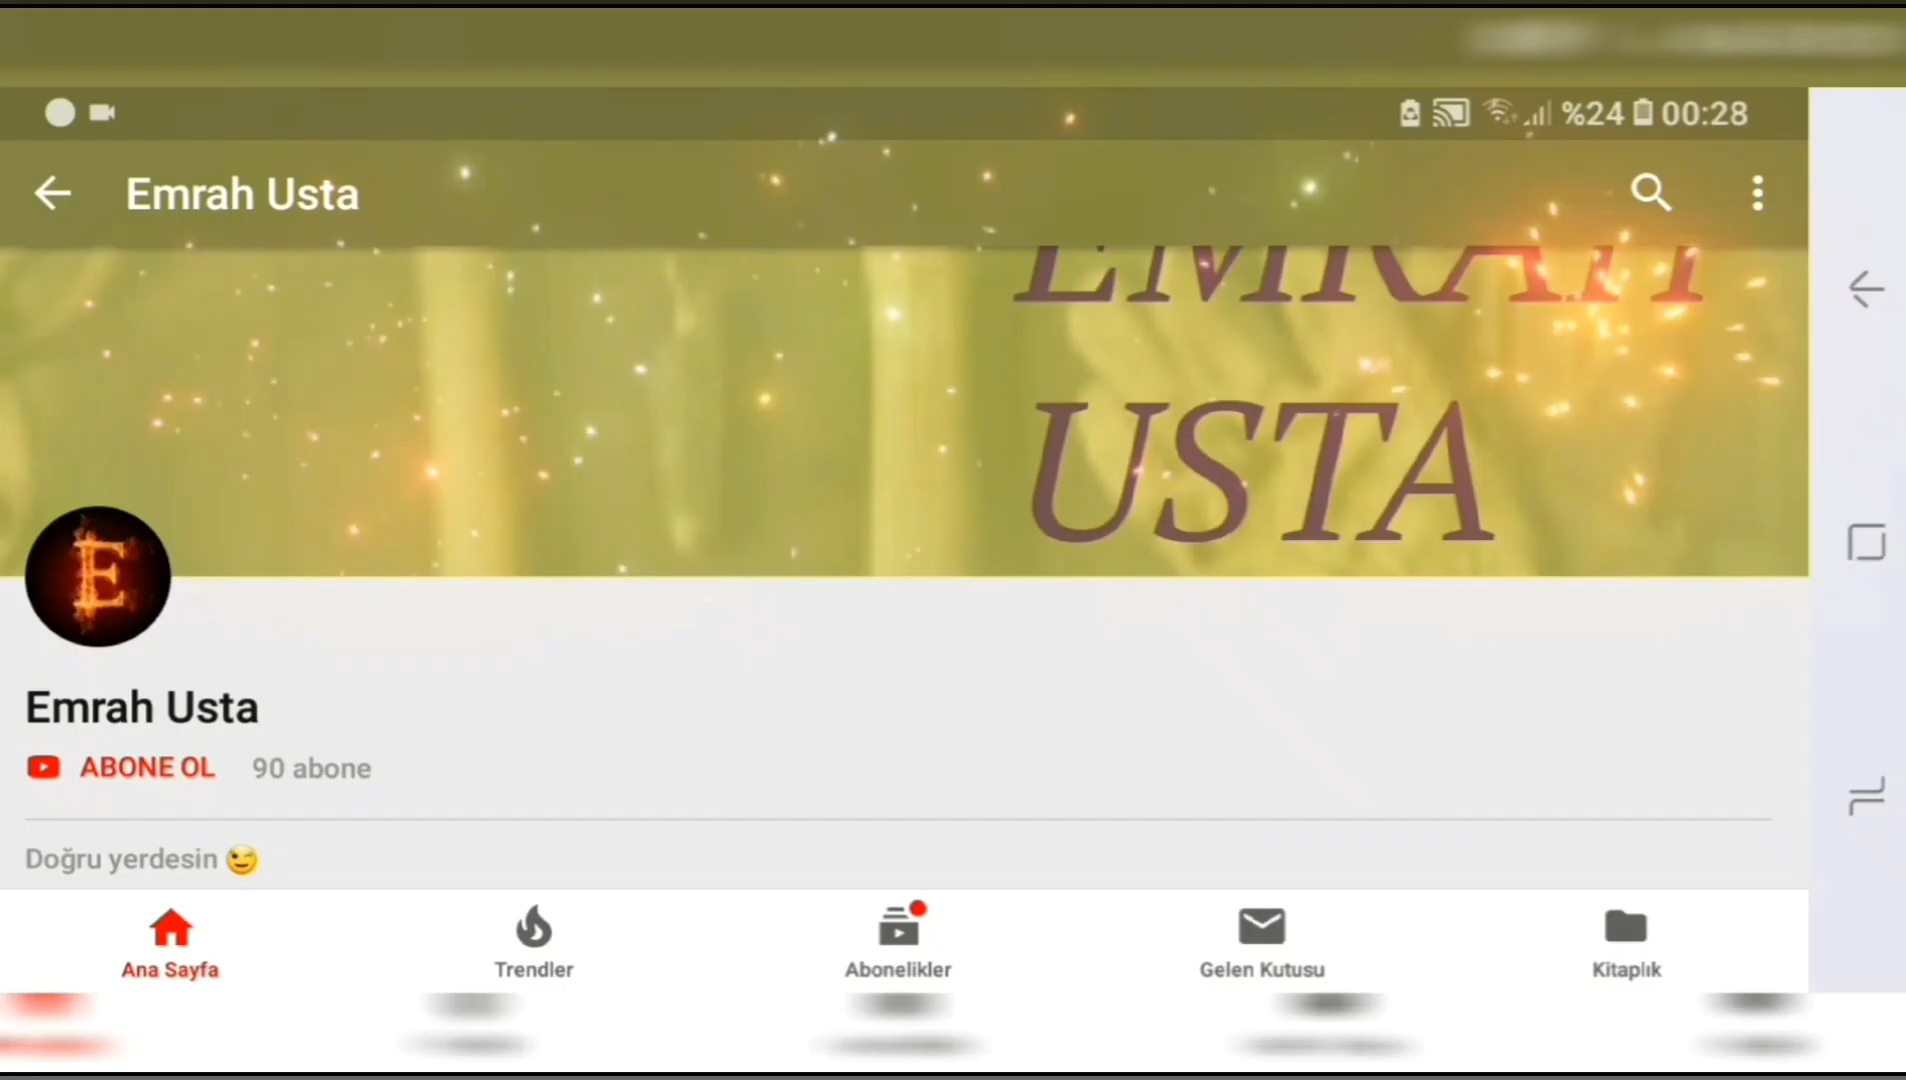 %24 00:28
Emrah Usta
EMRAH
USTA
E
Emrah Usta
ABONE OL 90 abone
Doğru yerdesin 😉
Ana Sayfa Trendler Abonelikler Gelen Kutusu Kitaplık